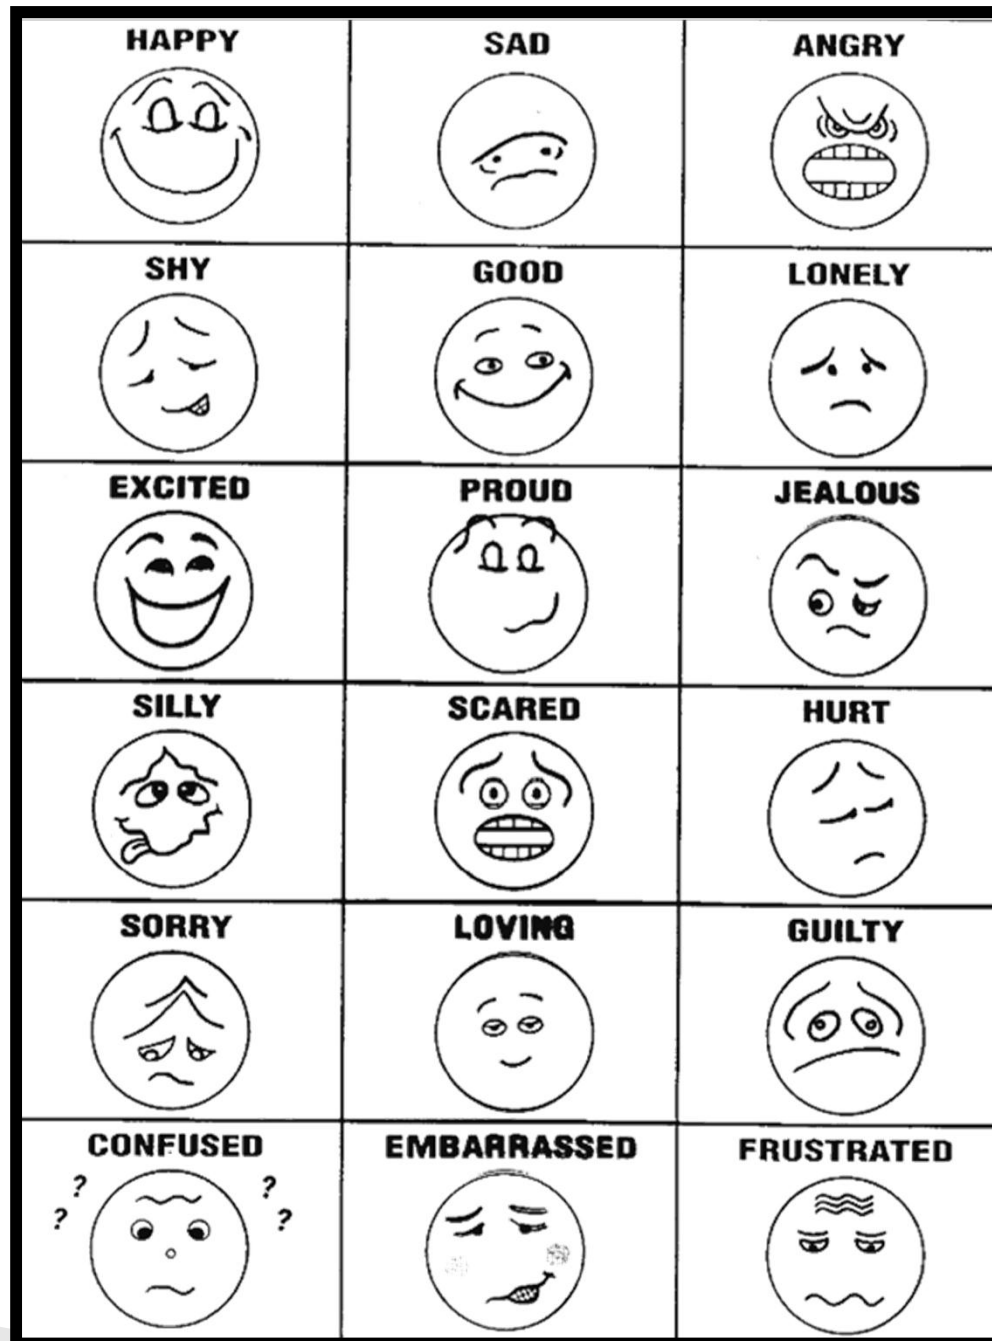 HAPPY
SAD
ANGRY
SHY
GOOD
LONELY
EXCITED
PROUD
JEALOUS
SILLY
SCARED
HURT
SORRY
LOVING
GUILTY
CONFUSED
? ?
? ?
EMBARRASSED
FRUSTRATED